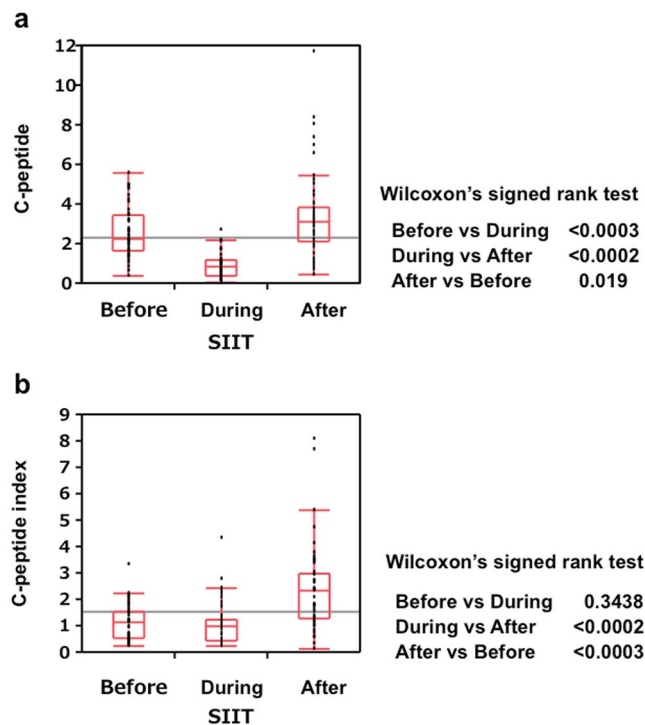 a
12
10
8
6
4
2
0
C-peptide
Before During After
SIIT
Wilcoxon's signed rank test
Before vs During <0.0003
During vs After <0.0002
After vs Before 0.019
b
9
8
7
6
5
4
3
2
1
0
C-peptide index
Before During After
SIIT
Wilcoxon's signed rank test
Before vs During 0.3438
During vs After <0.0002
After vs Before <0.0003